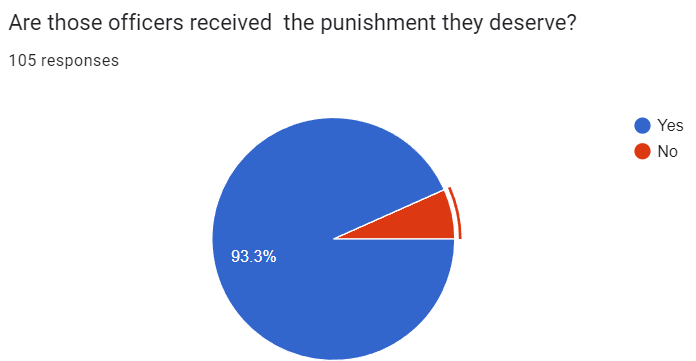 Are those officers received  the punishment they deserve?
105 responses
Yes
No
93.3%